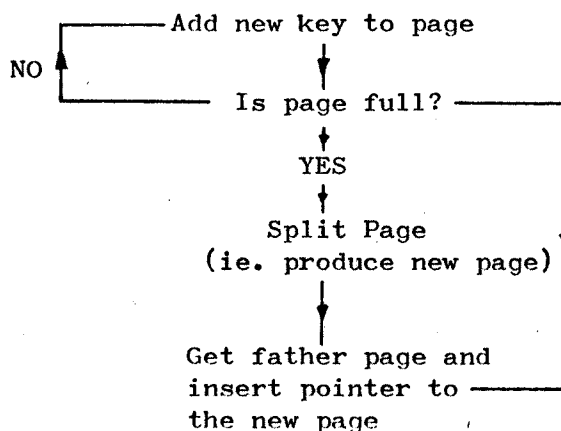 Add new key to page
NO
Is page full?
YES
Split Page
(ie. produce new page)
Get father page and
insert pointer to
the new page